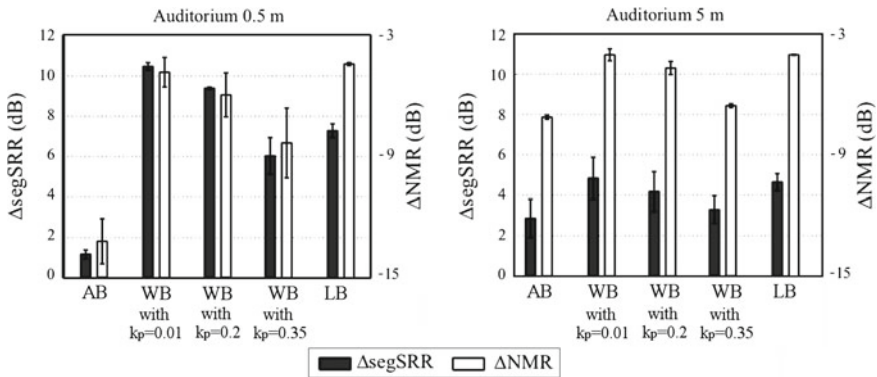 Auditorium 0.5 m
12
10
8
6
4
2
0
ΔsegSRR (dB)
-3
-9
-15
ΔNMR (dB)
AB
WB
with
kp=0.01
WB
with
kp=0.2
WB
with
kp=0.35
LB
Auditorium 5 m
12
10
8
6
4
2
0
ΔsegSRR (dB)
-3
-9
-15
ΔNMR (dB)
AB
WB
with
kp=0.01
WB
with
kp=0.2
WB
with
kp=0.35
LB
ΔsegSRR
ΔNMR